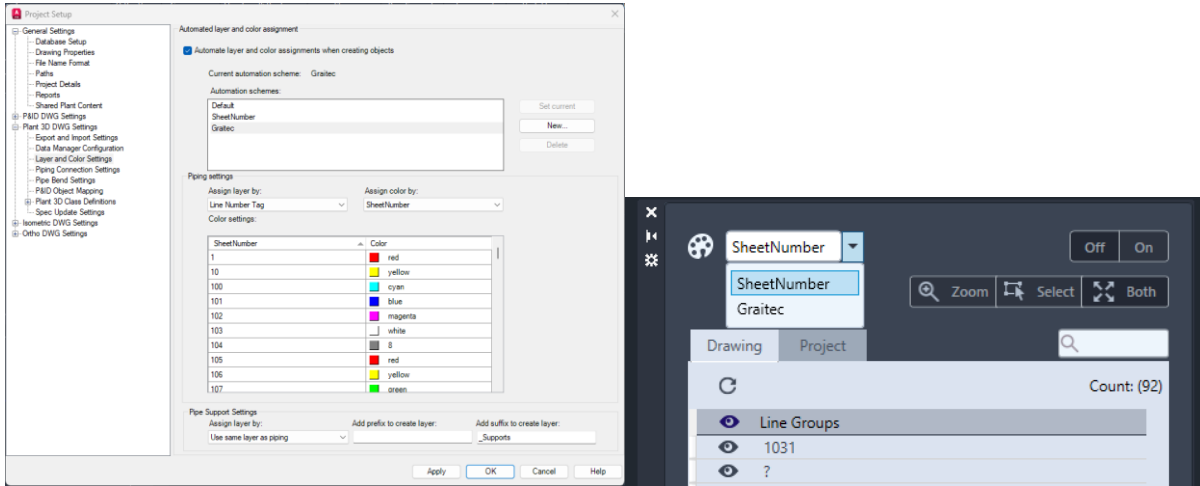 Project Setup
General Settings
Database Setup
Drawing Properties
File Name Format
Paths
Project Details
Reports
Shared Plant Content
P&ID DWG Settings
Plant 3D DWG Settings
Export and Import Settings
Data Manager Configuration
Layer and Color Settings
Piping Connection Settings
Pipe Bend Settings
P&ID Object Mapping
Plant 3D Class Definitions
Spec Update Settings
Isometric DWG Settings
Ortho DWG Settings
Automated layer and color assignment
Automate layer and color assignments when creating objects
Current automation scheme: Graitec
Automation schemes:
Default
SheetNumber
Graitec
Set current
New...
Delete
Piping settings
Assign layer by: Assign color by:
Line Number Tag SheetNumber
Color settings:
SheetNumber Color
1 red
10 yellow
100 cyan
101 blue
102 magenta
103 white
104 8
105 red
106 yellow
107 green
Pipe Support Settings
Assign layer by: Add prefix to create layer: Add suffix to create layer:
Use same layer as piping _Supports
Apply OK Cancel Help
SheetNumber Off On
SheetNumber
Graitec
Zoom Select Both
Drawing Project
Count: (92)
Line Groups
1031
?